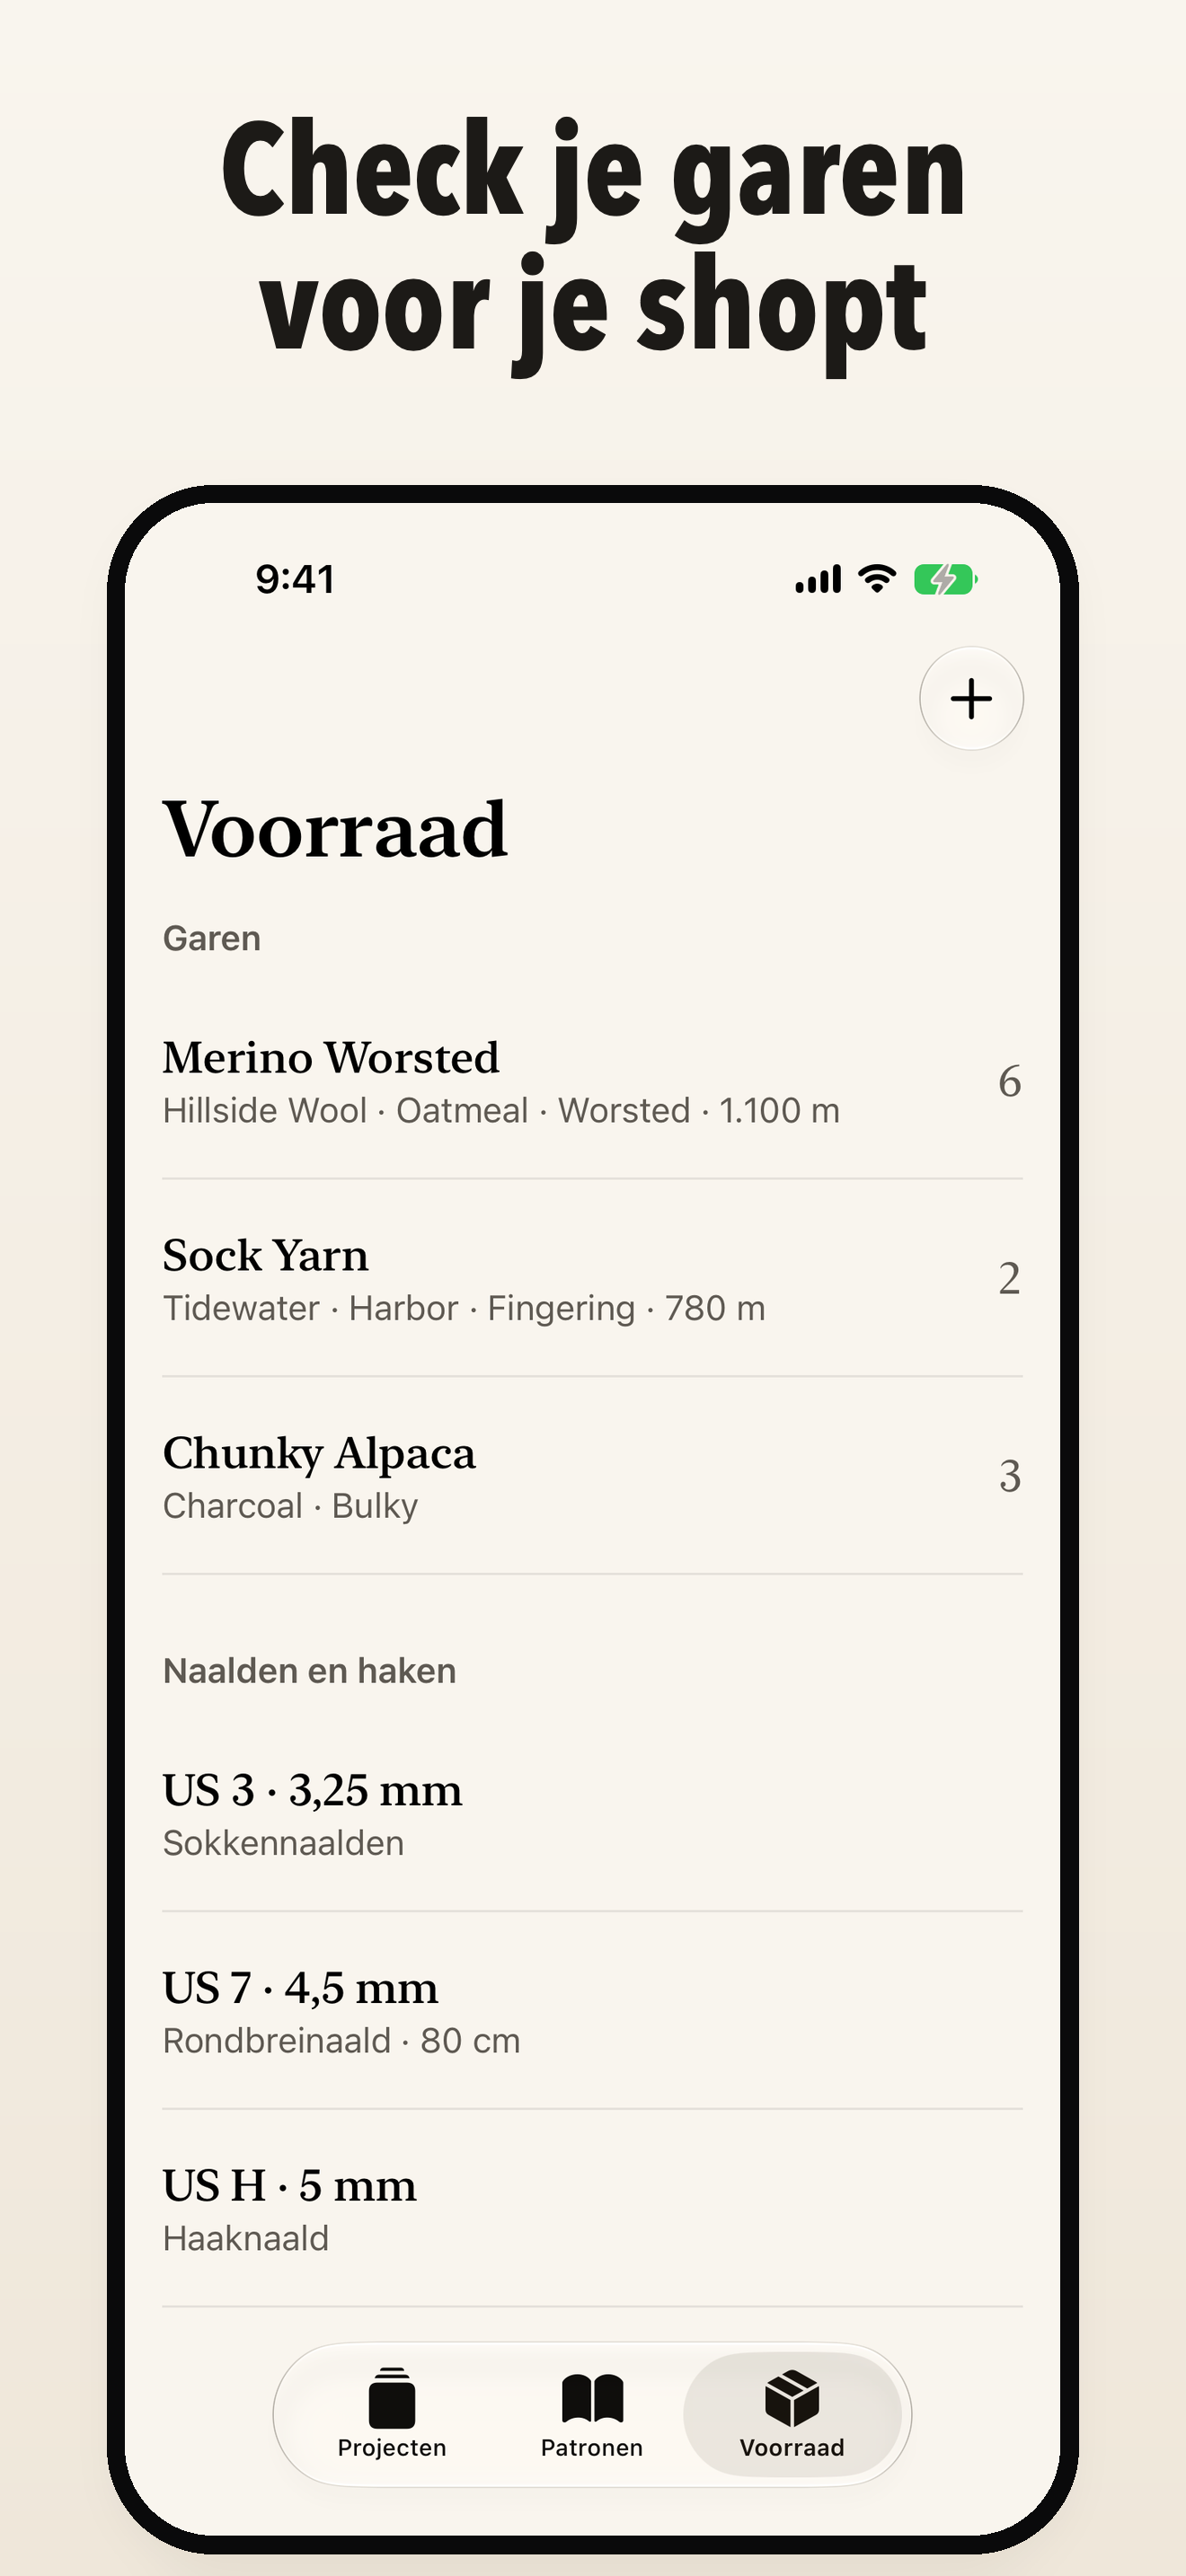 Check je garen
voor je shopt
9:41
Voorraad
Garen
Merino Worsted
Hillside Wool · Oatmeal · Worsted · 1.100 m
6
Sock Yarn
Tidewater · Harbor · Fingering · 780 m
2
Chunky Alpaca
Charcoal · Bulky
3
Naalden en haken
US 3 · 3,25 mm
Sokkennaalden
US 7 · 4,5 mm
Rondbreinaald · 80 cm
US H · 5 mm
Haaknaald
Projecten
Patronen
Voorraad